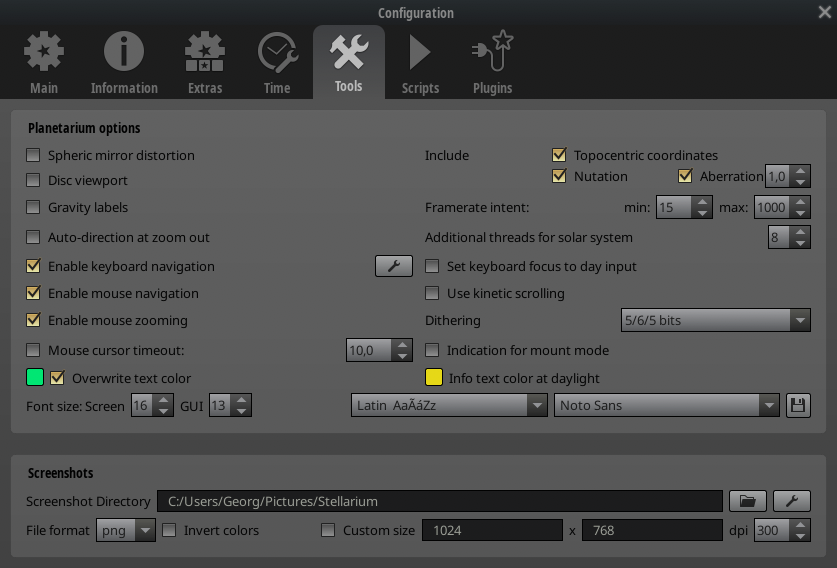 Configuration
Main Information Extras Time Tools Scripts Plugins
Planetarium options
Spheric mirror distortion
Include
Topocentric coordinates
Disc viewport
Nutation
Aberration 1,0
Gravity labels
Framerate intent: min: 15 max: 1000
Auto-direction at zoom out
Additional threads for solar system 8
Enable keyboard navigation
Set keyboard focus to day input
Enable mouse navigation
Use kinetic scrolling
Enable mouse zooming
Dithering 5/6/5 bits
Mouse cursor timeout: 10,0
Indication for mount mode
Overwrite text color
Info text color at daylight
Font size: Screen 16 GUI 13
Latin AaÃáZz
Noto Sans
Screenshots
Screenshot Directory C:/Users/Georg/Pictures/Stellarium
File format png Invert colors Custom size 1024 x 768 dpi 300